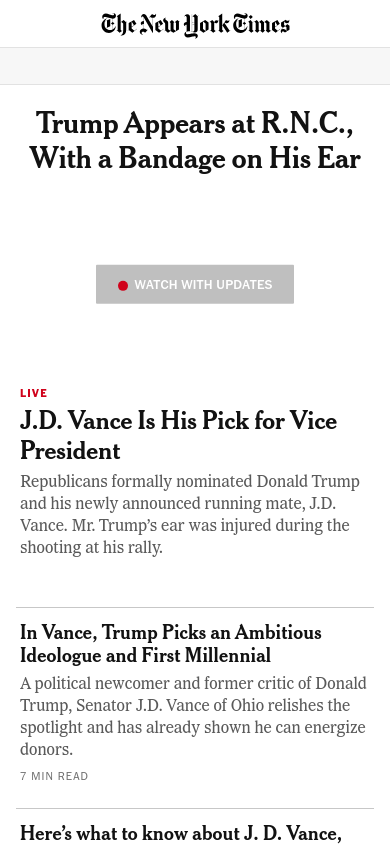 The New York Times
Trump Appears at R.N.C.,
With a Bandage on His Ear
WATCH WITH UPDATES
LIVE
J.D. Vance Is His Pick for Vice
President
Republicans formally nominated Donald Trump
and his newly announced running mate, J.D.
Vance. Mr. Trump’s ear was injured during the
shooting at his rally.
In Vance, Trump Picks an Ambitious
Ideologue and First Millennial
A political newcomer and former critic of Donald
Trump, Senator J.D. Vance of Ohio relishes the
spotlight and has already shown he can energize
donors.
7 MIN READ
Here’s what to know about J. D. Vance,